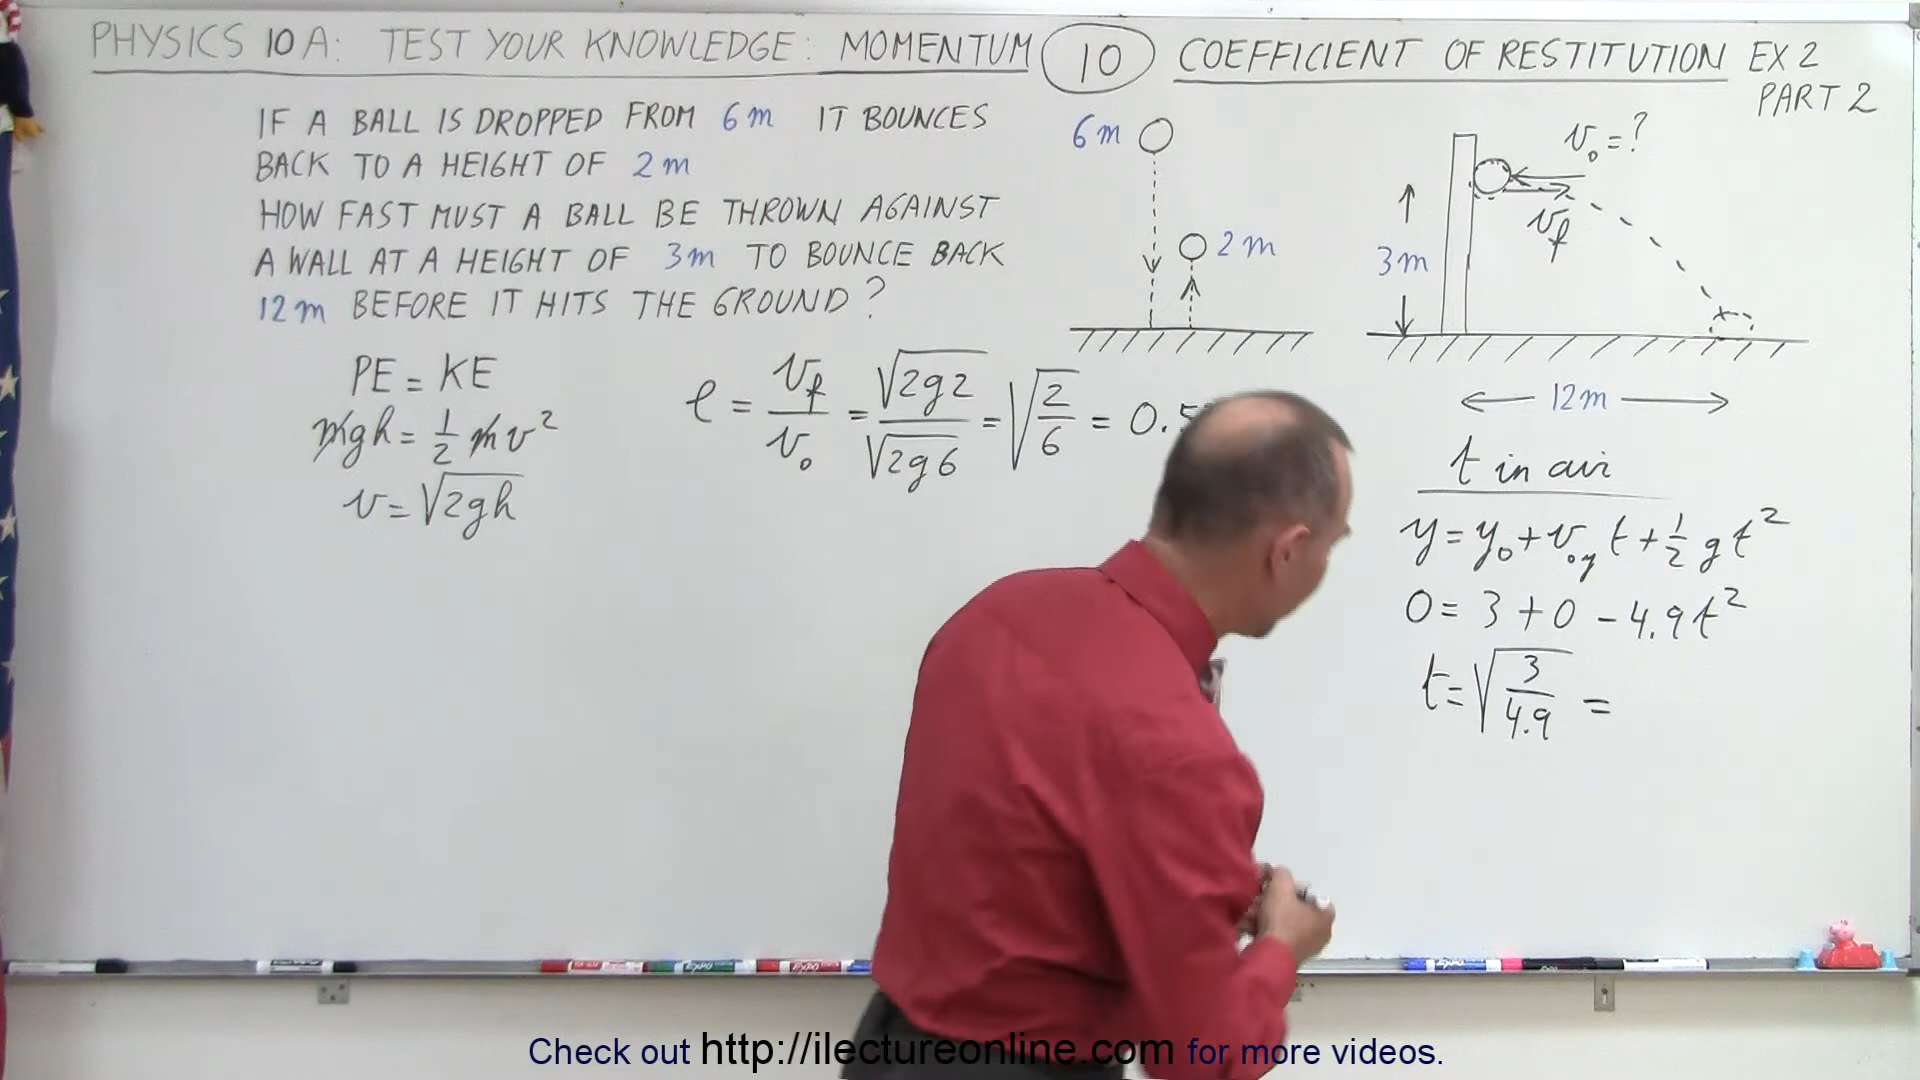 PHYSICS 10A: TEST YOUR KNOWLEDGE: MOMENTUM 10 COEFFICIENT OF RESTITUTION EX 2
PART 2
IF A BALL IS DROPPED FROM 6m IT BOUNCES
BACK TO A HEIGHT OF 2m
HOW FAST MUST A BALL BE THROWN AGAINST
A WALL AT A HEIGHT OF 3m TO BOUNCE BACK
12m BEFORE IT HITS THE GROUND?
6m
2m
v₀=?
v_f
3m
12m
PE = KE
mgh = 1/2 mv²
v = √2gh
e = v_f/v₀ = √2g2/√2g6 = √2/6 = 0.5
t in air
y = y₀ + v₀y t + 1/2 gt²
0 = 3 + 0 - 4.9t²
t = √3/4.9 =
Check out http://ilectureonline.com for more videos.